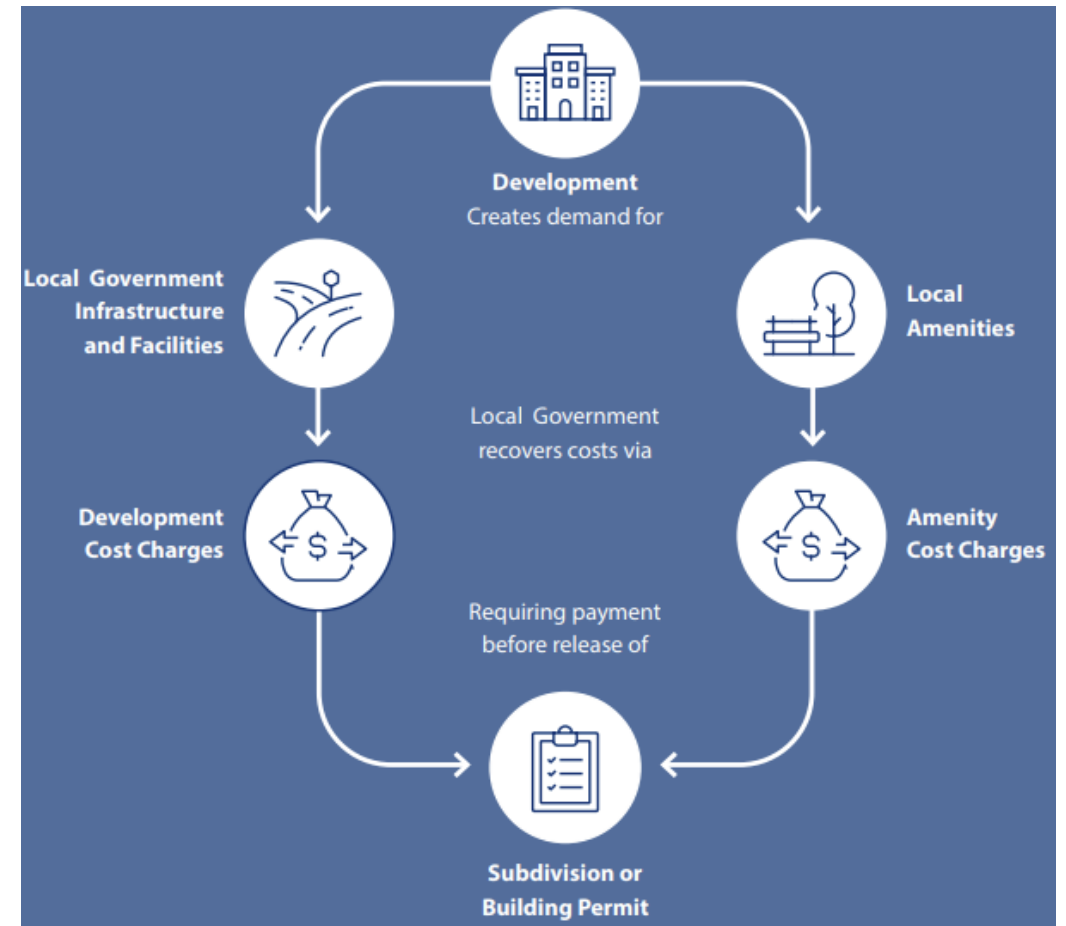 Development
Creates demand for
Local Government
Infrastructure
and Facilities
Local
Amenities
Local Government
recovers costs via
Development
Cost Charges
$
Amenity
Cost Charges
$
Requiring payment
before release of
Subdivision or
Building Permit